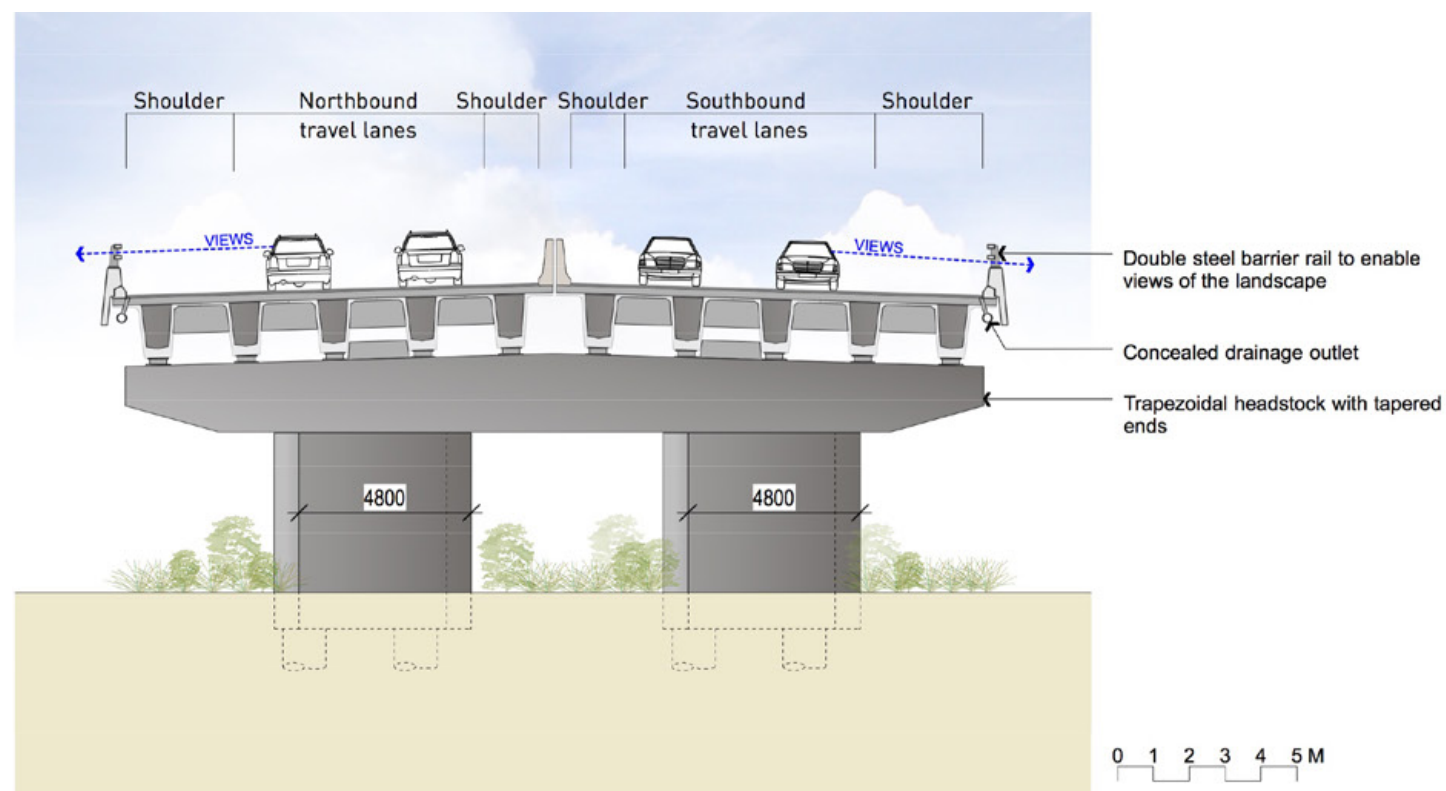 Shoulder Northbound Shoulder Shoulder Southbound Shoulder
travel lanes travel lanes
VIEWS VIEWS
Double steel barrier rail to enable
views of the landscape
Concealed drainage outlet
Trapezoidal headstock with tapered
ends
4800 4800
0 1 2 3 4 5 M